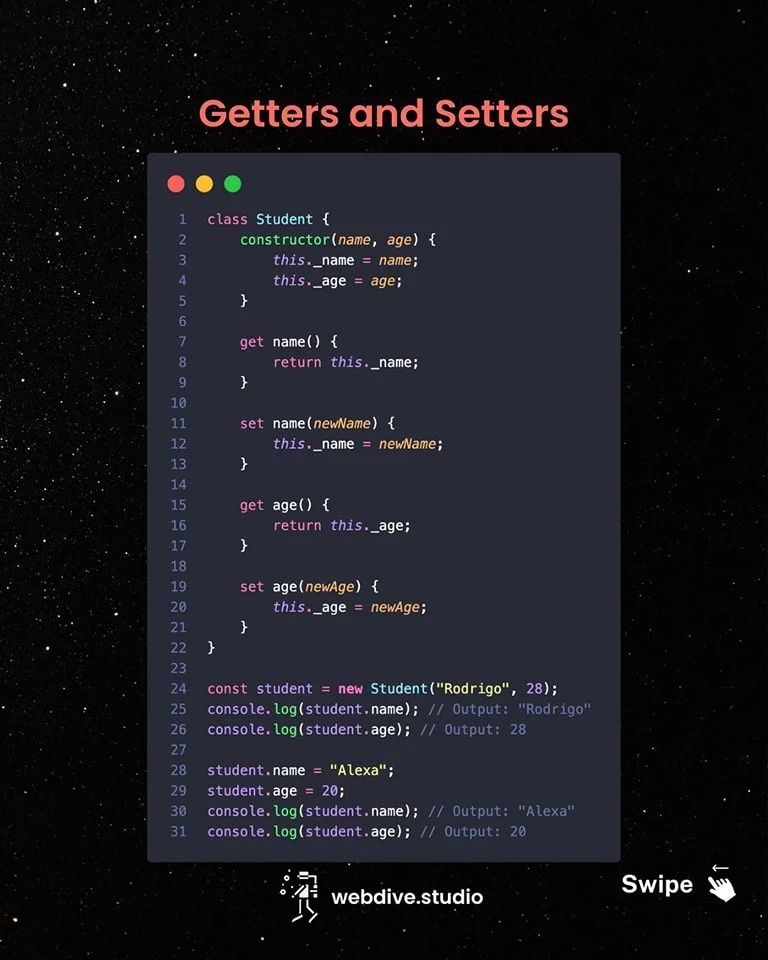 Getters and Setters
1 class Student {
2     constructor(name, age) {
3         this._name = name;
4         this._age = age;
5     }
6
7     get name() {
8         return this._name;
9     }
10
11     set name(newName) {
12         this._name = newName;
13     }
14
15     get age() {
16         return this._age;
17     }
18
19     set age(newAge) {
20         this._age = newAge;
21     }
22 }
23
24 const student = new Student("Rodrigo", 28);
25 console.log(student.name); // Output: "Rodrigo"
26 console.log(student.age); // Output: 28
27
28 student.name = "Alexa";
29 student.age = 20;
30 console.log(student.name); // Output: "Alexa"
31 console.log(student.age); // Output: 20
Swipe
webdive.studio